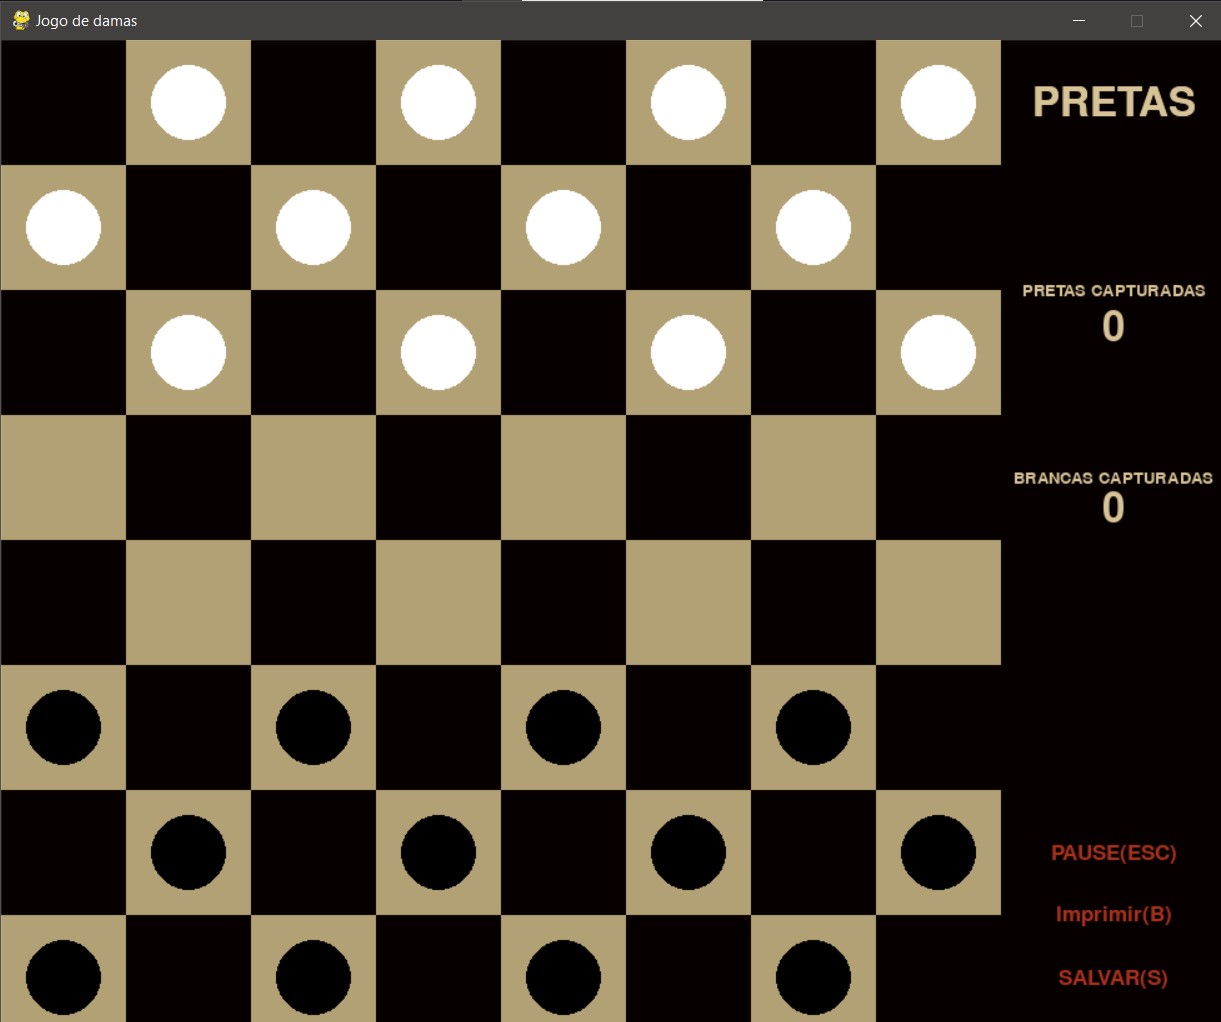 Jogo de damas
PRETAS
PRETAS CAPTURADAS
0
BRANCAS CAPTURADAS
0
PAUSE(ESC)
Imprimir(B)
SALVAR(S)